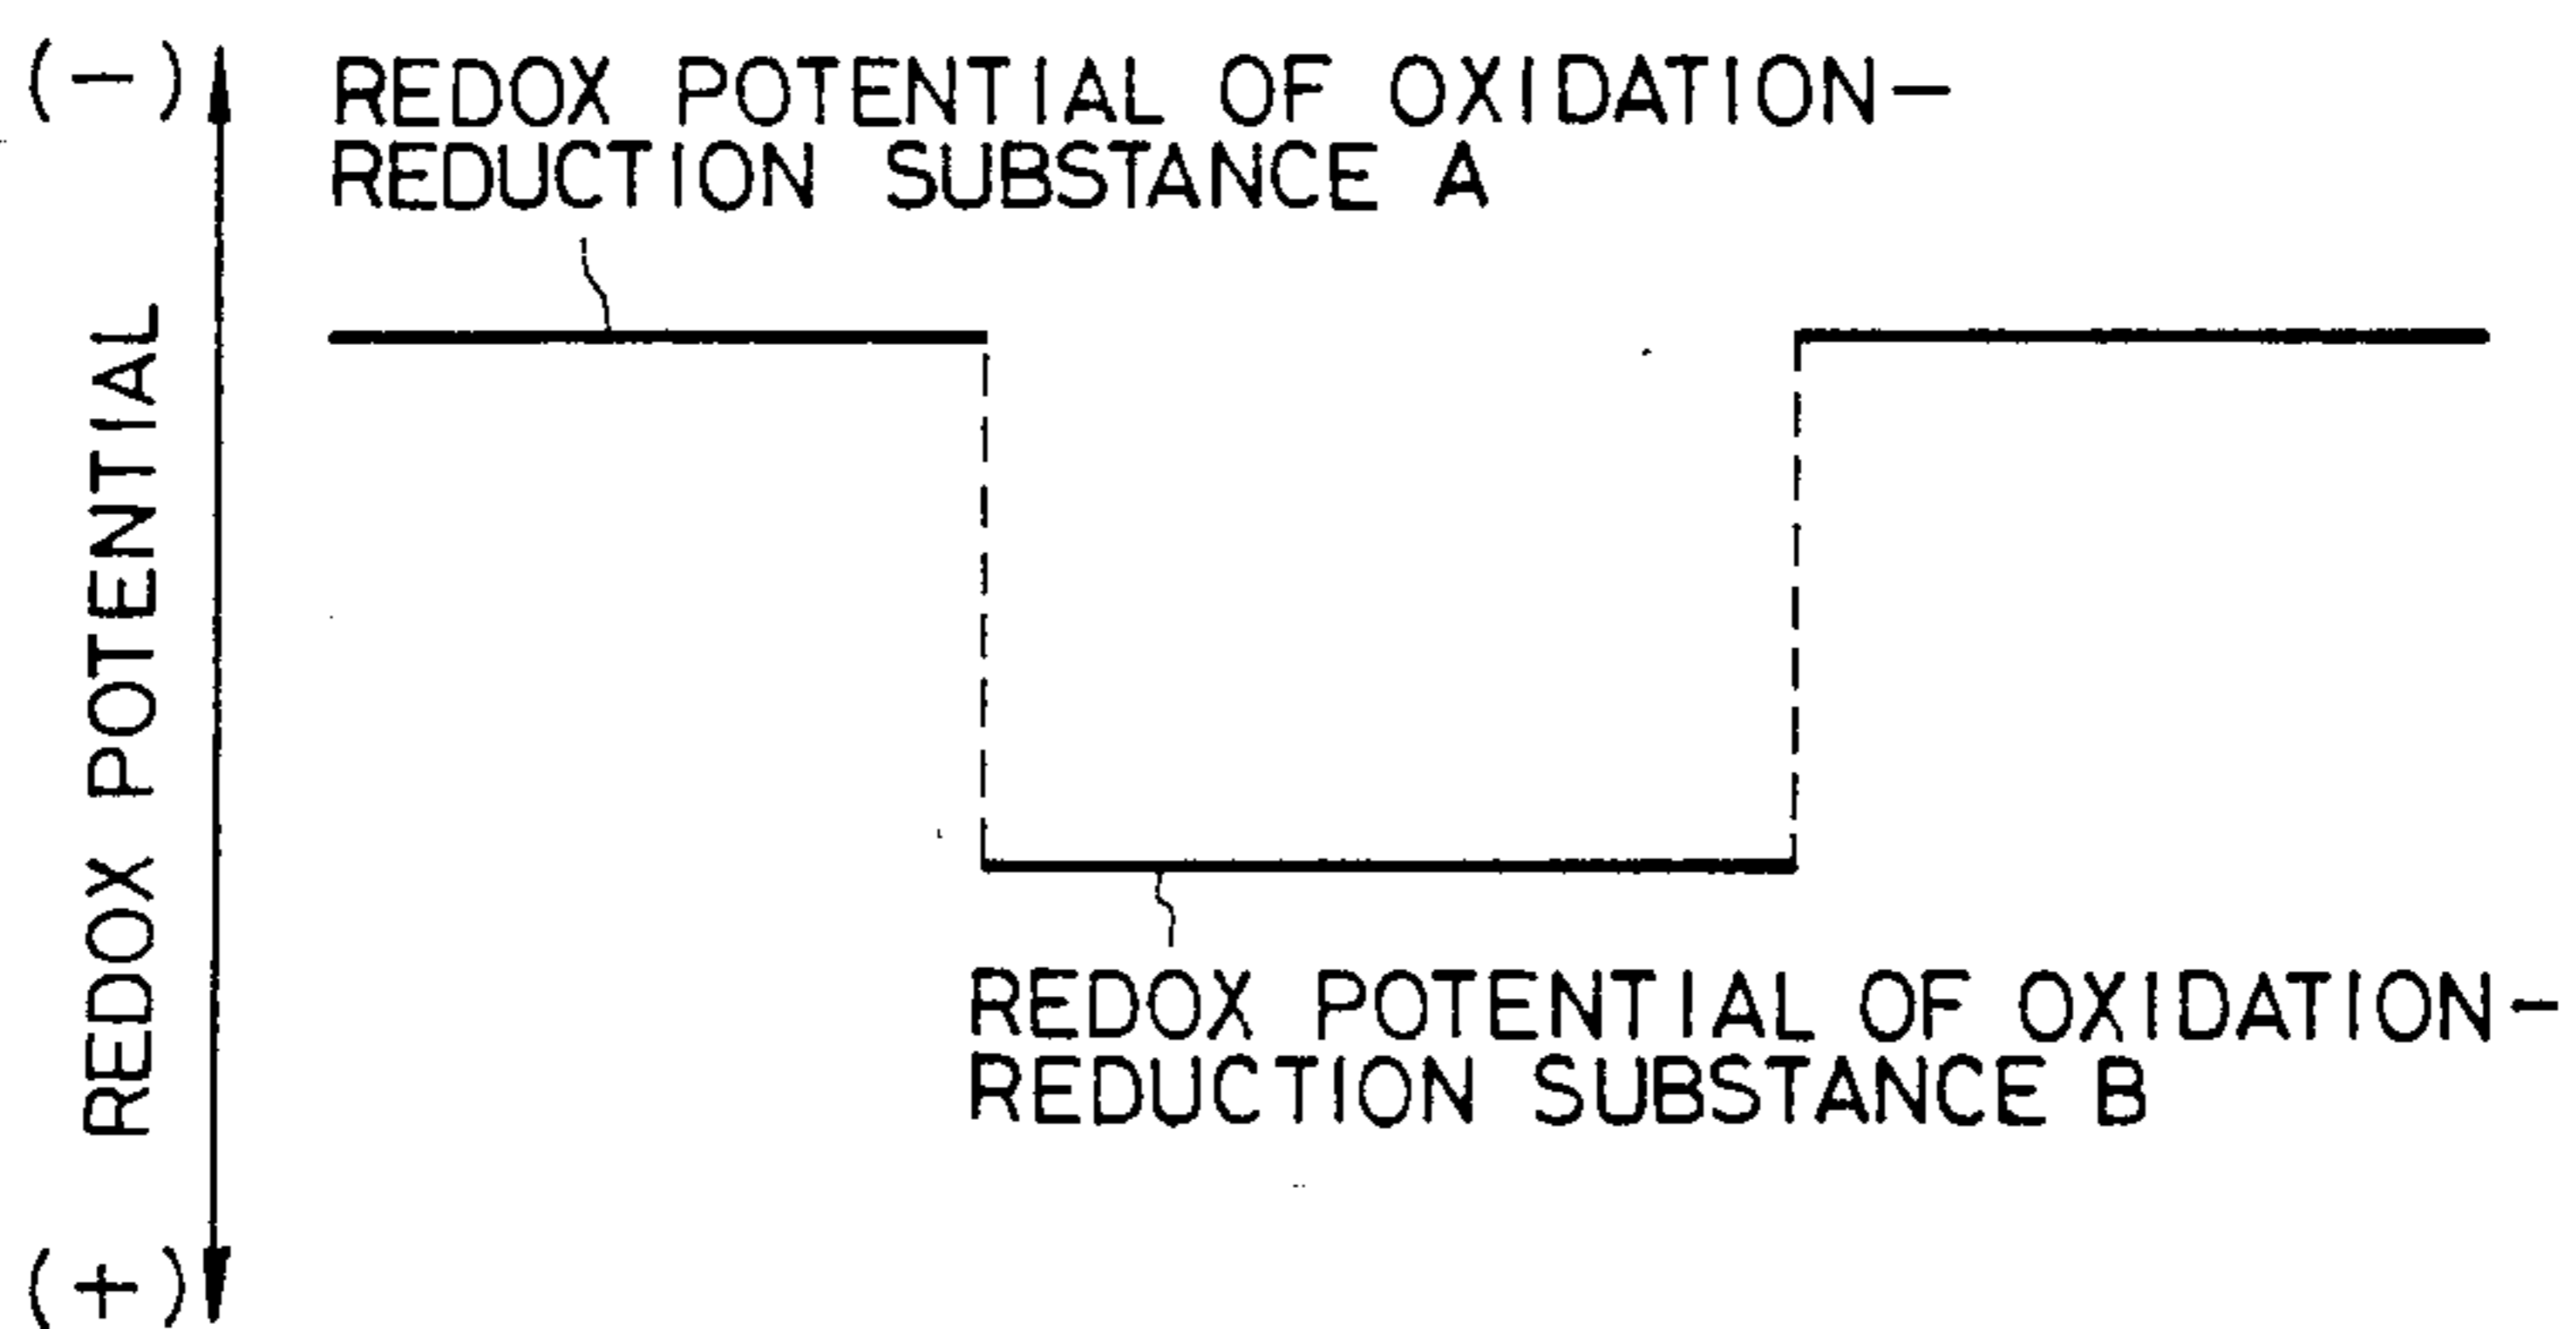 (-)
REDOX POTENTIAL OF OXIDATION-
REDUCTION SUBSTANCE A
REDOX POTENTIAL
REDOX POTENTIAL OF OXIDATION-
REDUCTION SUBSTANCE B
(+)